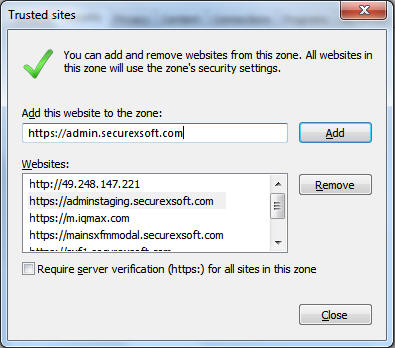 Trusted sites
You can add and remove websites from this zone. All websites in
this zone will use the zone's security settings.
Add this website to the zone:
https://admin.securexsoft.com
Add
Websites:
http://49.248.147.221
https://adminstaging.securexsoft.com
https://m.iqmax.com
https://mainsxfmmodal.securexsoft.com
Remove
Require server verification (https:) for all sites in this zone
Close